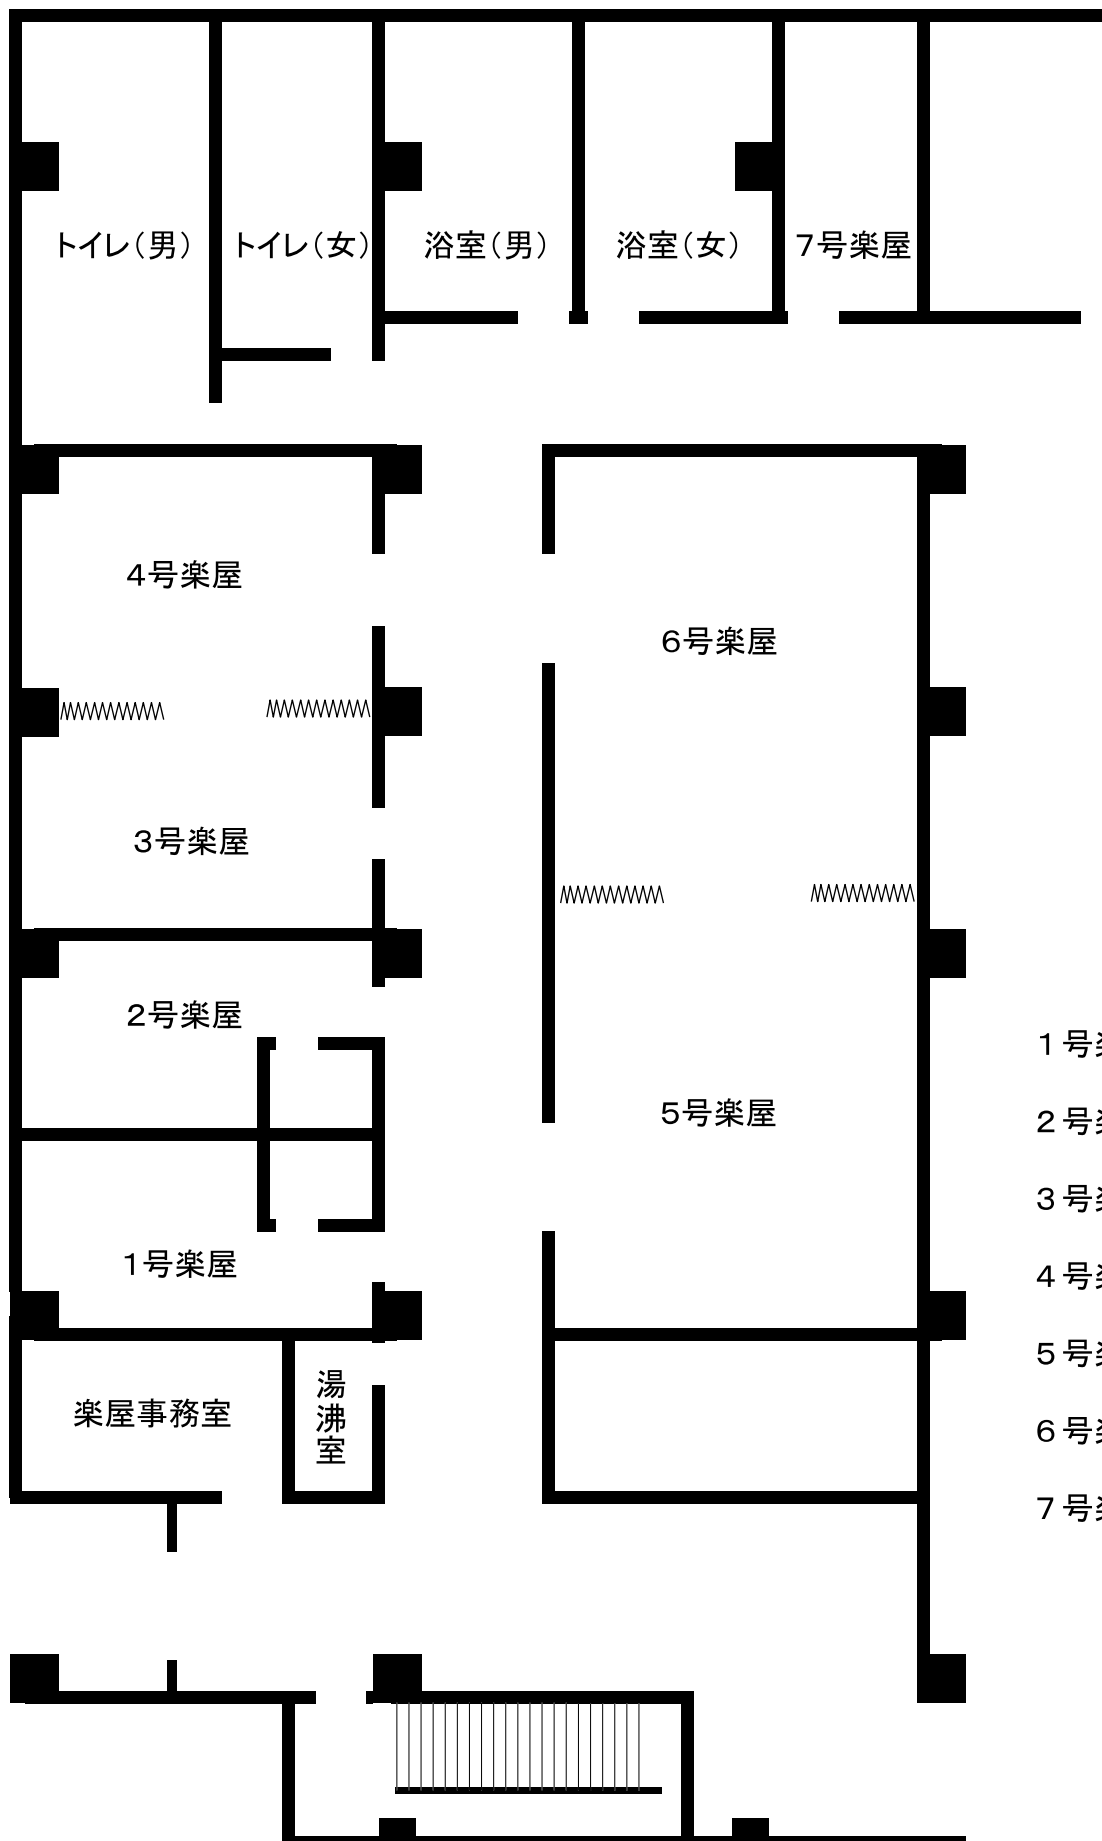 トイレ（男）
トイレ（女）
浴室（男）
浴室（女）
７号楽屋
４号楽屋
６号楽屋
３号楽屋
２号楽屋
５号楽屋
１号楽屋
楽屋事務室
湯沸室
１号
２号
３号
４号
５号
６号
７号